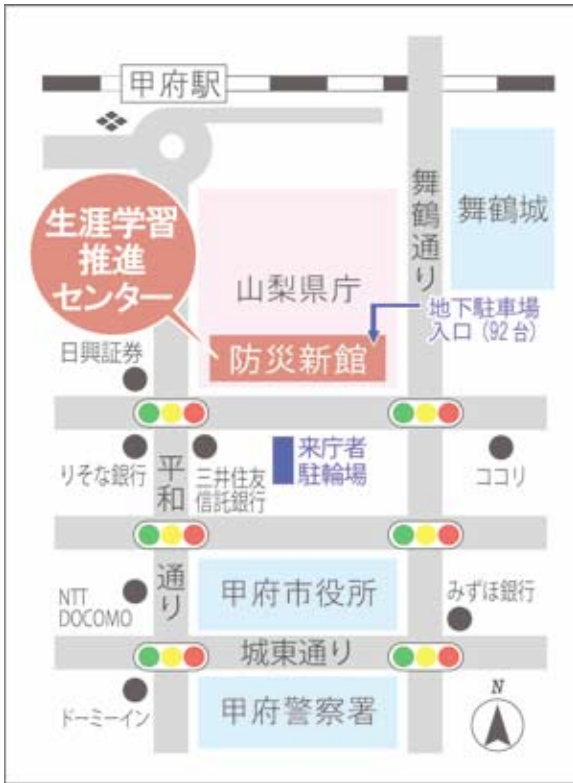 甲府駅
生涯学習
推進
センター
山梨県庁
舞鶴通り
舞鶴城
地下駐車場
入口（92台）
防災新館
日興証券
りそな銀行
平和
通り
三井住友
信託銀行
来庁者
駐輪場
ココリ
NTT
DOCOMO
甲府市役所
みずほ銀行
城東通り
ドーミーイン
甲府警察署
N